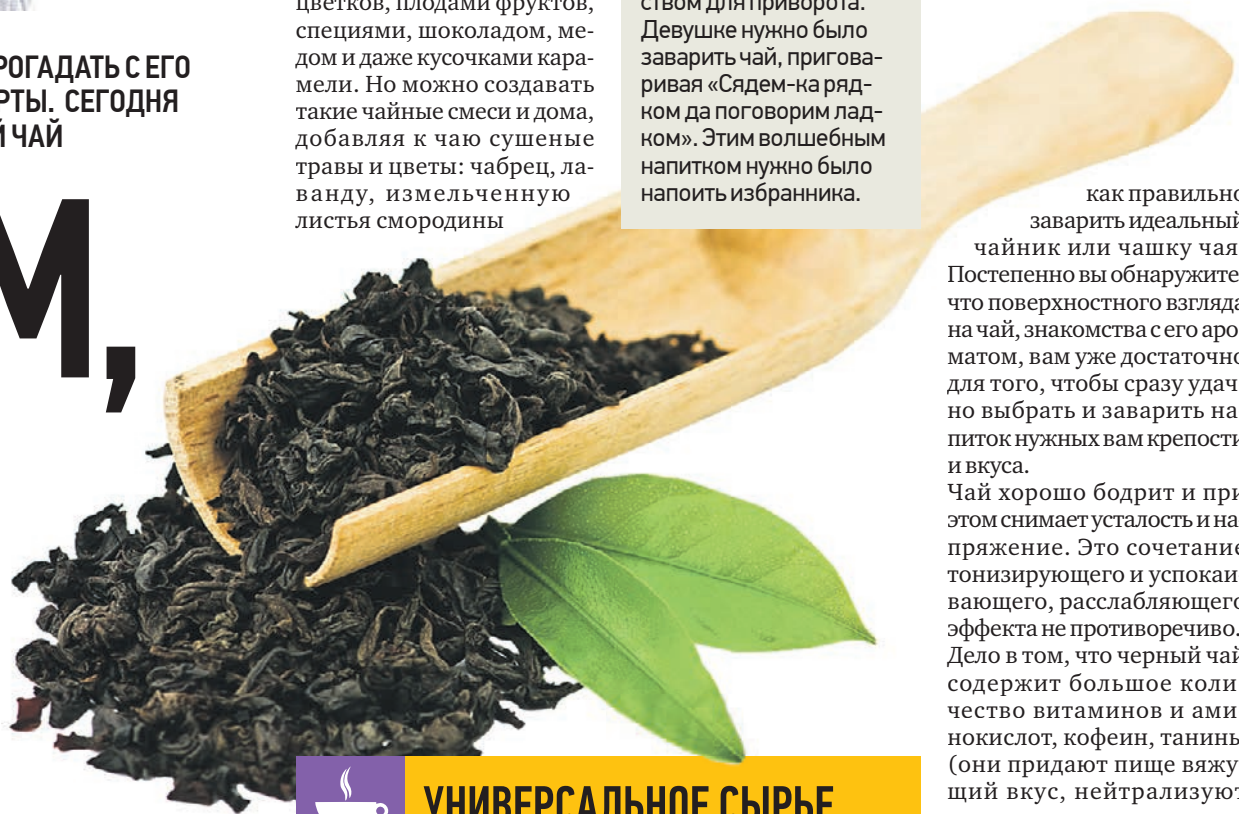 РОГАДАТЬ С ЕГО
РТЫ. СЕГОДНЯ
Й ЧАЙ
М,
цветков, плодами фруктов,
специями, шоколадом, ме-
дом и даже кусочками кара-
мели. Но можно создавать
такие чайные смеси и дома,
добавляя к чаю сушеные
травы и цветы: чабрец, ла-
ванду, измельченную
листья смородины
ством для приворота.
Девушке нужно было
заварить чай, пригова-
ривая «Сядем-ка ряд-
ком да поговорим лад-
ком». Этим волшебным
напитком нужно было
напоить избранника.
как правильно
заварить идеальный
чайник или чашку чая
Постепенно вы обнаружите
что поверхностного взгляда
на чай, знакомства с его аро
матом, вам уже достаточно
для того, чтобы сразу удач
но выбрать и заварить на
питок нужных вам крепости
и вкуса.
Чай хорошо бодрит и при
этом снимает усталость и на
пряжение. Это сочетание
тонизирующего и успокаи
вающего, расслабляющего
эффекта не противоречиво.
Дело в том, что черный чай
содержит большое коли
чество витаминов и ами
нокислот, кофеин, танины
(они придают пище вяжу
щий вкус, нейтрализуют
УНИВЕРСАЛЬНОЕ СЫРЬЕ